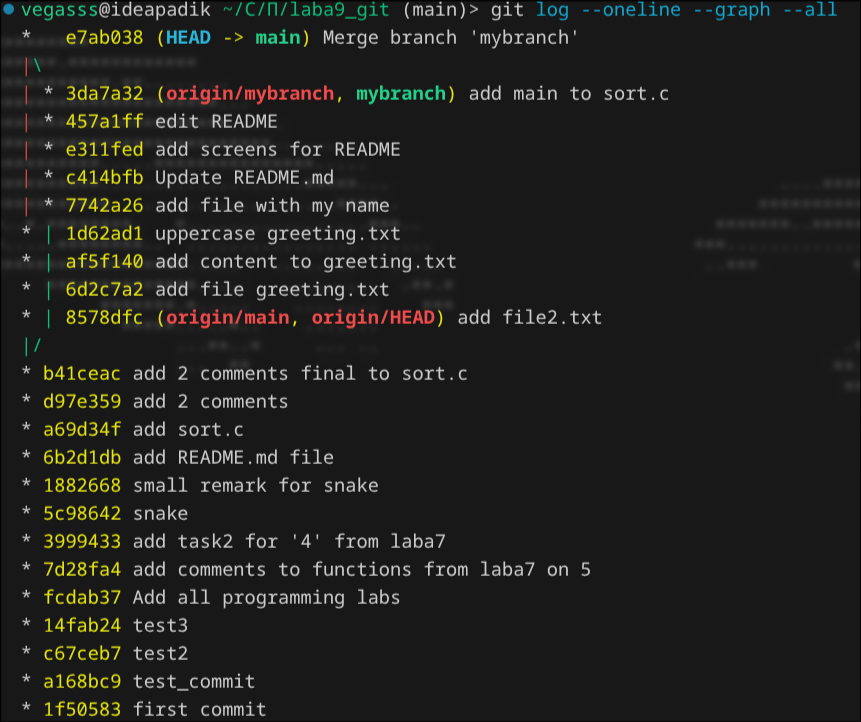 vegasss@ideapadik ~/C/П/laba9_git (main)> git log --oneline --graph --all
*   e7ab038 (HEAD -> main) Merge branch 'mybranch'
|\
| * 3da7a32 (origin/mybranch, mybranch) add main to sort.c
| * 457a1ff edit README
| * e311fed add screens for README
| * c414bfb Update README.md
| * 7742a26 add file with my name
* | 1d62ad1 uppercase greeting.txt
* | af5f140 add content to greeting.txt
* | 6d2c7a2 add file greeting.txt
* | 8578dfc (origin/main, origin/HEAD) add file2.txt
|/
* b41ceac add 2 comments final to sort.c
* d97e359 add 2 comments
* a69d34f add sort.c
* 6b2d1db add README.md file
* 1882668 small remark for snake
* 5c98642 snake
* 3999433 add task2 for '4' from laba7
* 7d28fa4 add comments to functions from laba7 on 5
* fcdab37 Add all programming labs
* 14fab24 test3
* c67ceb7 test2
* a168bc9 test_commit
* 1f50583 first commit